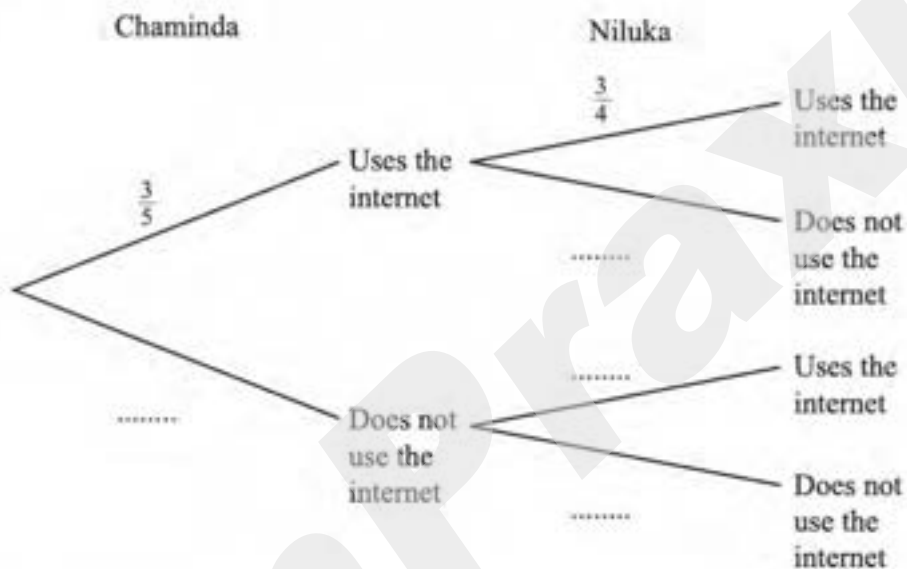 Chaminda
Niluka
3/5
Uses the
internet
3/4
Uses the
internet
........
Does not
use the
internet
........
Does not
use the
internet
........
Uses the
internet
........
Does not
use the
internet
Praxi